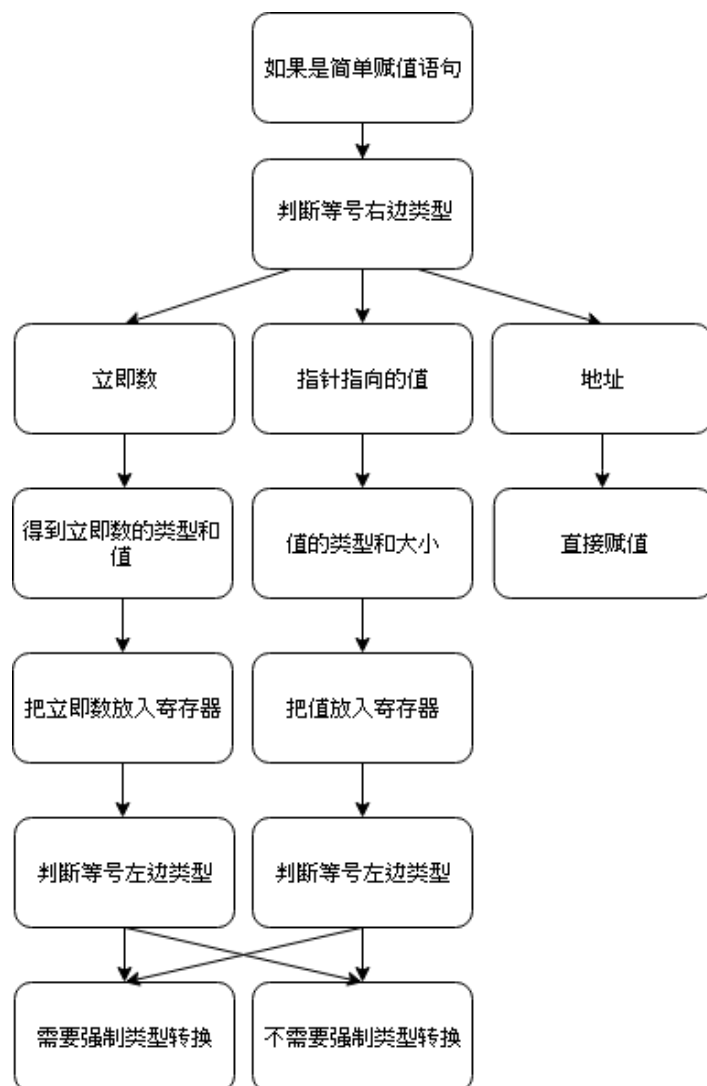 如果是简单赋值语句
判断等号右边类型
立即数
指针指向的值
地址
得到立即数的类型和
值
值的类型和大小
直接赋值
把立即数放入寄存器
把值放入寄存器
判断等号左边类型
判断等号左边类型
需要强制类型转换
不需要强制类型转换